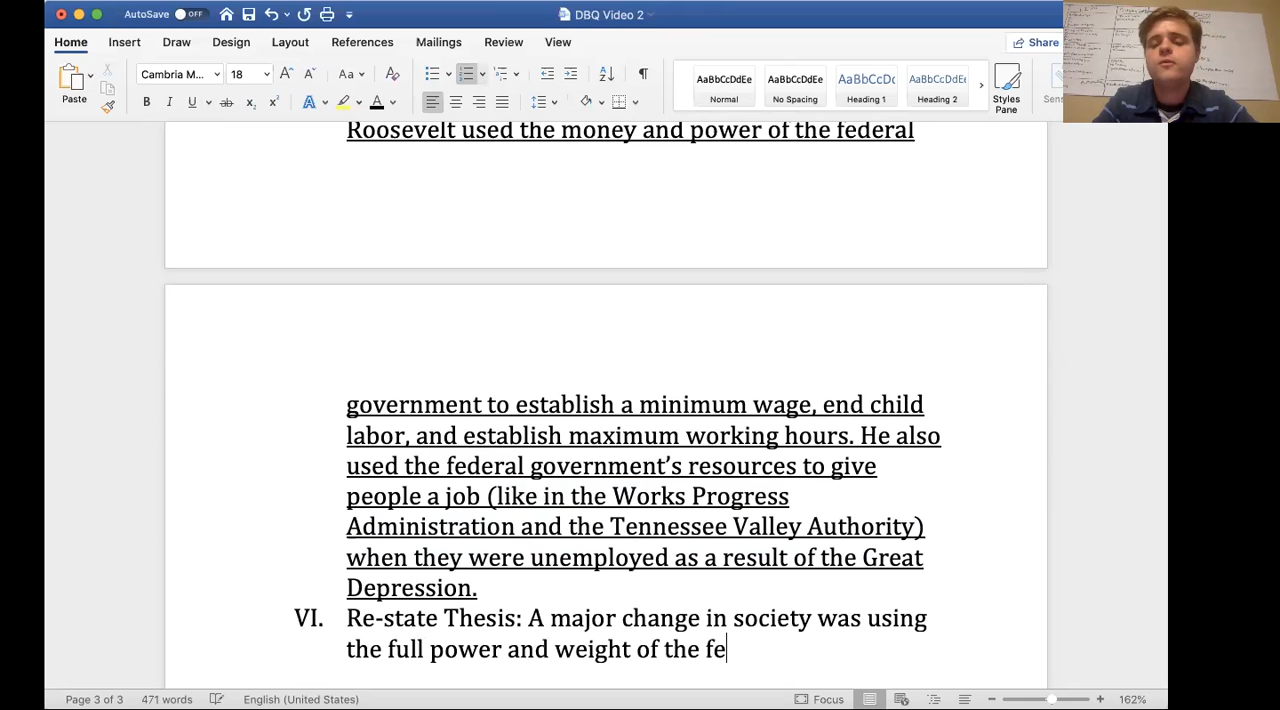 AutoSave OFF
DBQ Video 2
Home Insert Draw Design Layout References Mailings Review View Share
Paste
Cambria M... 18 Aa
B I U ab x₂ x² A A
AaBbCcDdEe AaBbCcDdEe AaBbCcDc AaBbCcDdEe
Normal No Spacing Heading 1 Heading 2
Styles
Pane
Roosevelt used the money and power of the federal
government to establish a minimum wage, end child
labor, and establish maximum working hours. He also
used the federal government’s resources to give
people a job (like in the Works Progress
Administration and the Tennessee Valley Authority)
when they were unemployed as a result of the Great
Depression.
VI. Re-state Thesis: A major change in society was using
the full power and weight of the fe
Page 3 of 3 471 words English (United States) Focus 162%